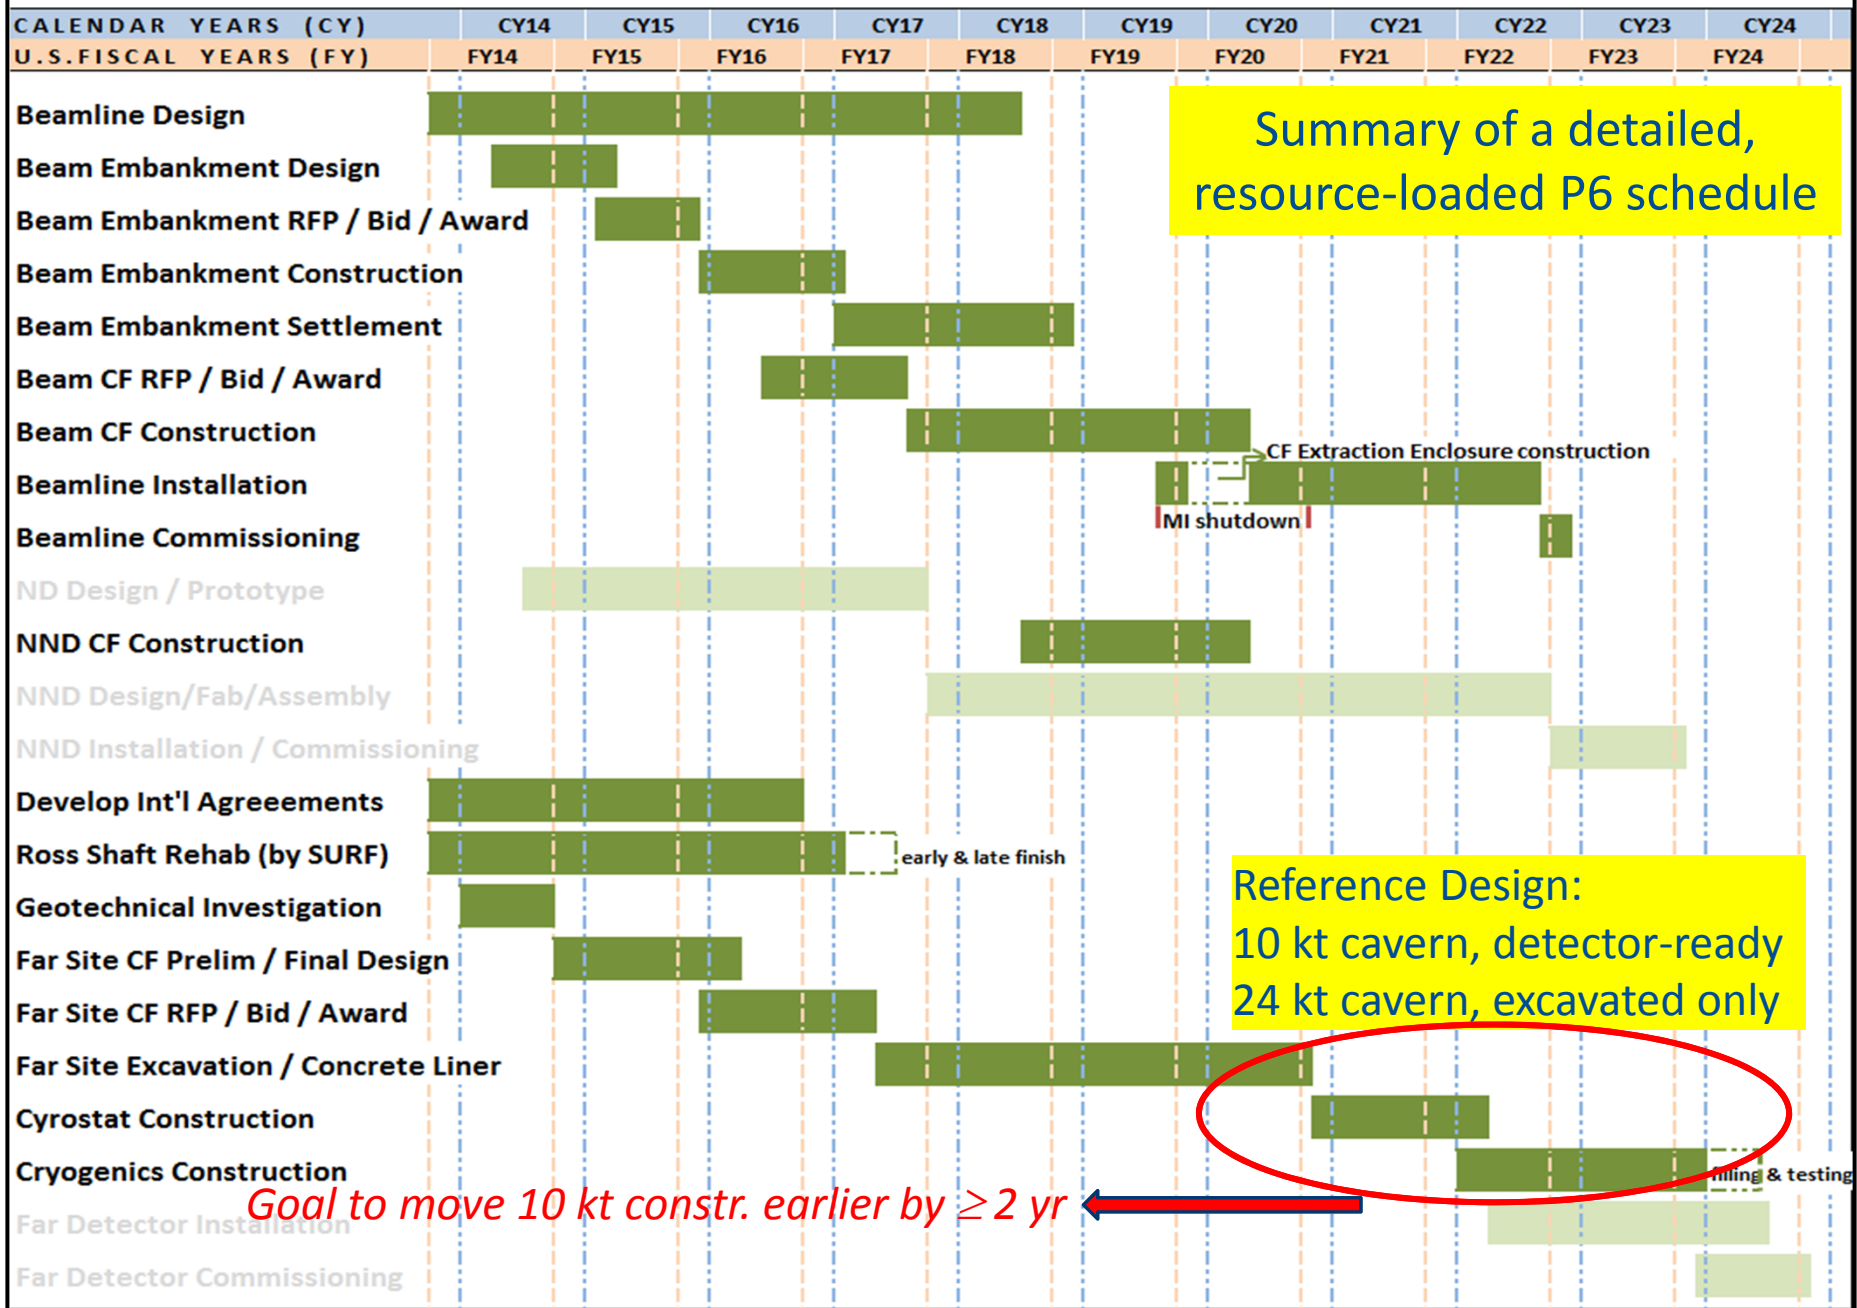 CALENDAR YEARS (CY) CY14 CY15 CY16 CY17 CY18 CY19 CY20 CY21 CY22 CY23 CY24
U.S.FISCAL YEARS (FY) FY14 FY15 FY16 FY17 FY18 FY19 FY20 FY21 FY22 FY23 FY24
Summary of a detailed,
resource-loaded P6 schedule
Beamline Design
Beam Embankment Design
Beam Embankment RFP / Bid / Award
Beam Embankment Construction
Beam Embankment Settlement
Beam CF RFP / Bid / Award
Beam CF Construction
CF Extraction Enclosure construction
Beamline Installation
MI shutdown
Beamline Commissioning
ND Design / Prototype
NND CF Construction
NND Design/Fab/Assembly
NND Installation / Commissioning
Develop Int'l Agreeements
Ross Shaft Rehab (by SURF)
early & late finish
Geotechnical Investigation
Reference Design:
10 kt cavern, detector-ready
24 kt cavern, excavated only
Far Site CF Prelim / Final Design
Far Site CF RFP / Bid / Award
Far Site Excavation / Concrete Liner
Cyrostat Construction
Cryogenics Construction
filling & testing
Goal to move 10 kt constr. earlier by ≥ 2 yr
Far Detector Installation
Far Detector Commissioning